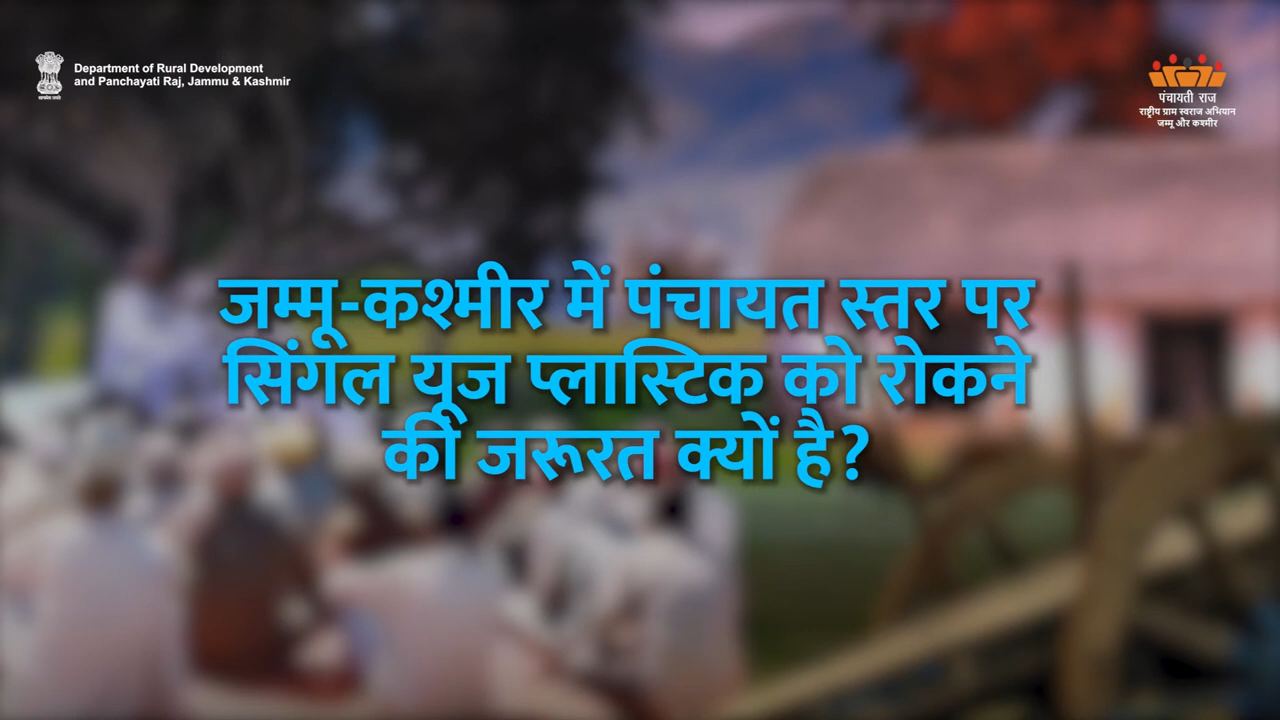 Department of Rural Development
and Panchayati Raj, Jammu & Kashmir
पंचायती राज
राष्ट्रीय ग्राम स्वराज अभियान
जम्मू और कश्मीर
जम्मू-कश्मीर में पंचायत स्तर पर
सिंगल यूज प्लास्टिक को रोकने
की जरूरत क्यों है?